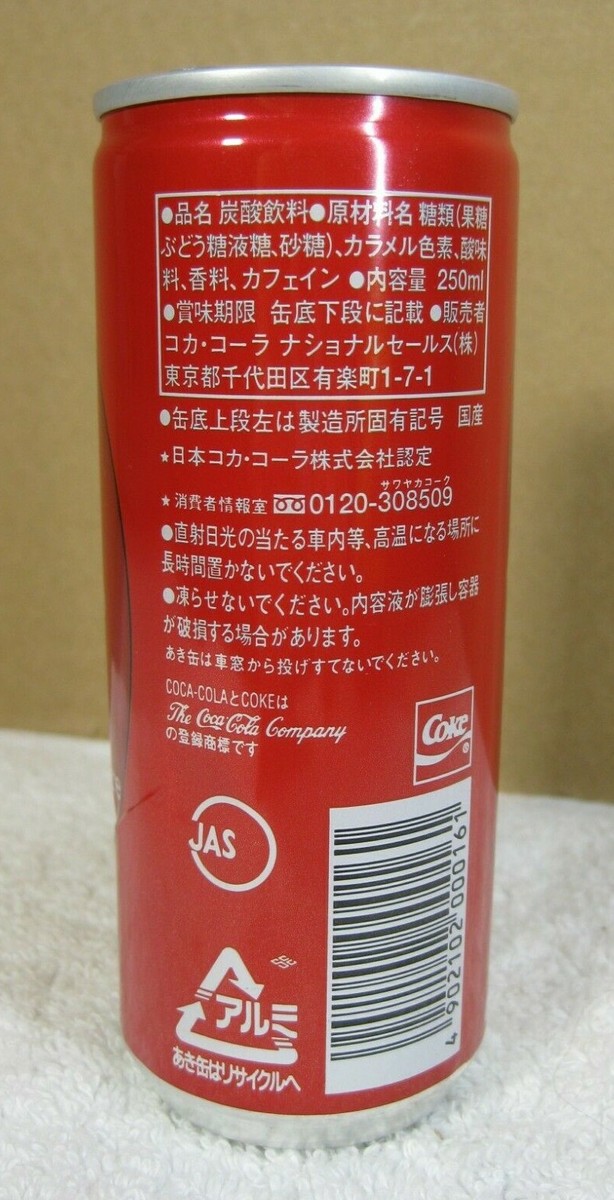 ●品名 炭酸飲料●原材料名 糖類(果糖
ぶどう糖液糖、砂糖)、カラメル色素、酸味
料、香料、カフェイン ●内容量 250ml
●賞味期限 缶底下段に記載 ●販売者
コカ・コーラ ナショナルセールス(株)
東京都千代田区有楽町1-7-1
●缶底上段左は製造所固有記号 国産
★日本コカ・コーラ株式会社認定
サワヤカコーク
★消費者情報室 0120-308509
●直射日光の当たる車内等、高温になる場所に
長時間置かないでください。
●凍らせないでください。内容液が膨張し容器
が破損する場合があります。
あき缶は車窓から投げすてないでください。
COCA-COLAとCOKEは
The Coca-Cola Company
の登録商標です
Coke®
JAS
アルミ
あき缶はリサイクルへ
4 902102 000161